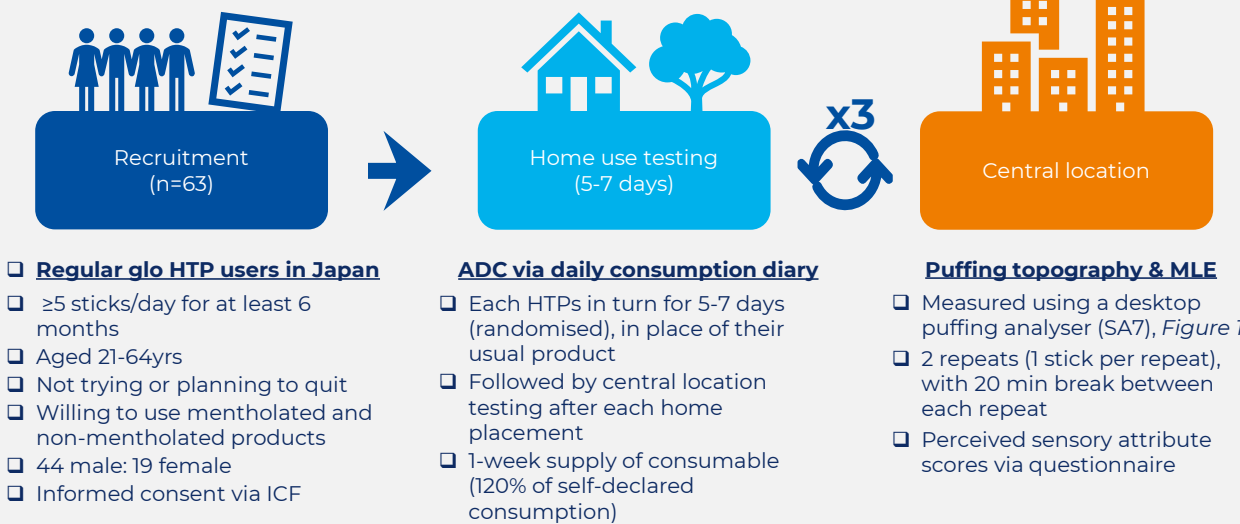 Recruitment
(n=63)
Home use testing
(5-7 days)
x3
Central location
Regular glo HTP users in Japan
≥5 sticks/day for at least 6
months
Aged 21-64yrs
Not trying or planning to quit
Willing to use mentholated and
non-mentholated products
44 male: 19 female
Informed consent via ICF
ADC via daily consumption diary
Each HTPs in turn for 5-7 days
(randomised), in place of their
usual product
Followed by central location
testing after each home
placement
1-week supply of consumable
(120% of self-declared
consumption)
Puffing topography & MLE
Measured using a desktop
puffing analyser (SA7), Figure 1
2 repeats (1 stick per repeat),
with 20 min break between
each repeat
Perceived sensory attribute
scores via questionnaire